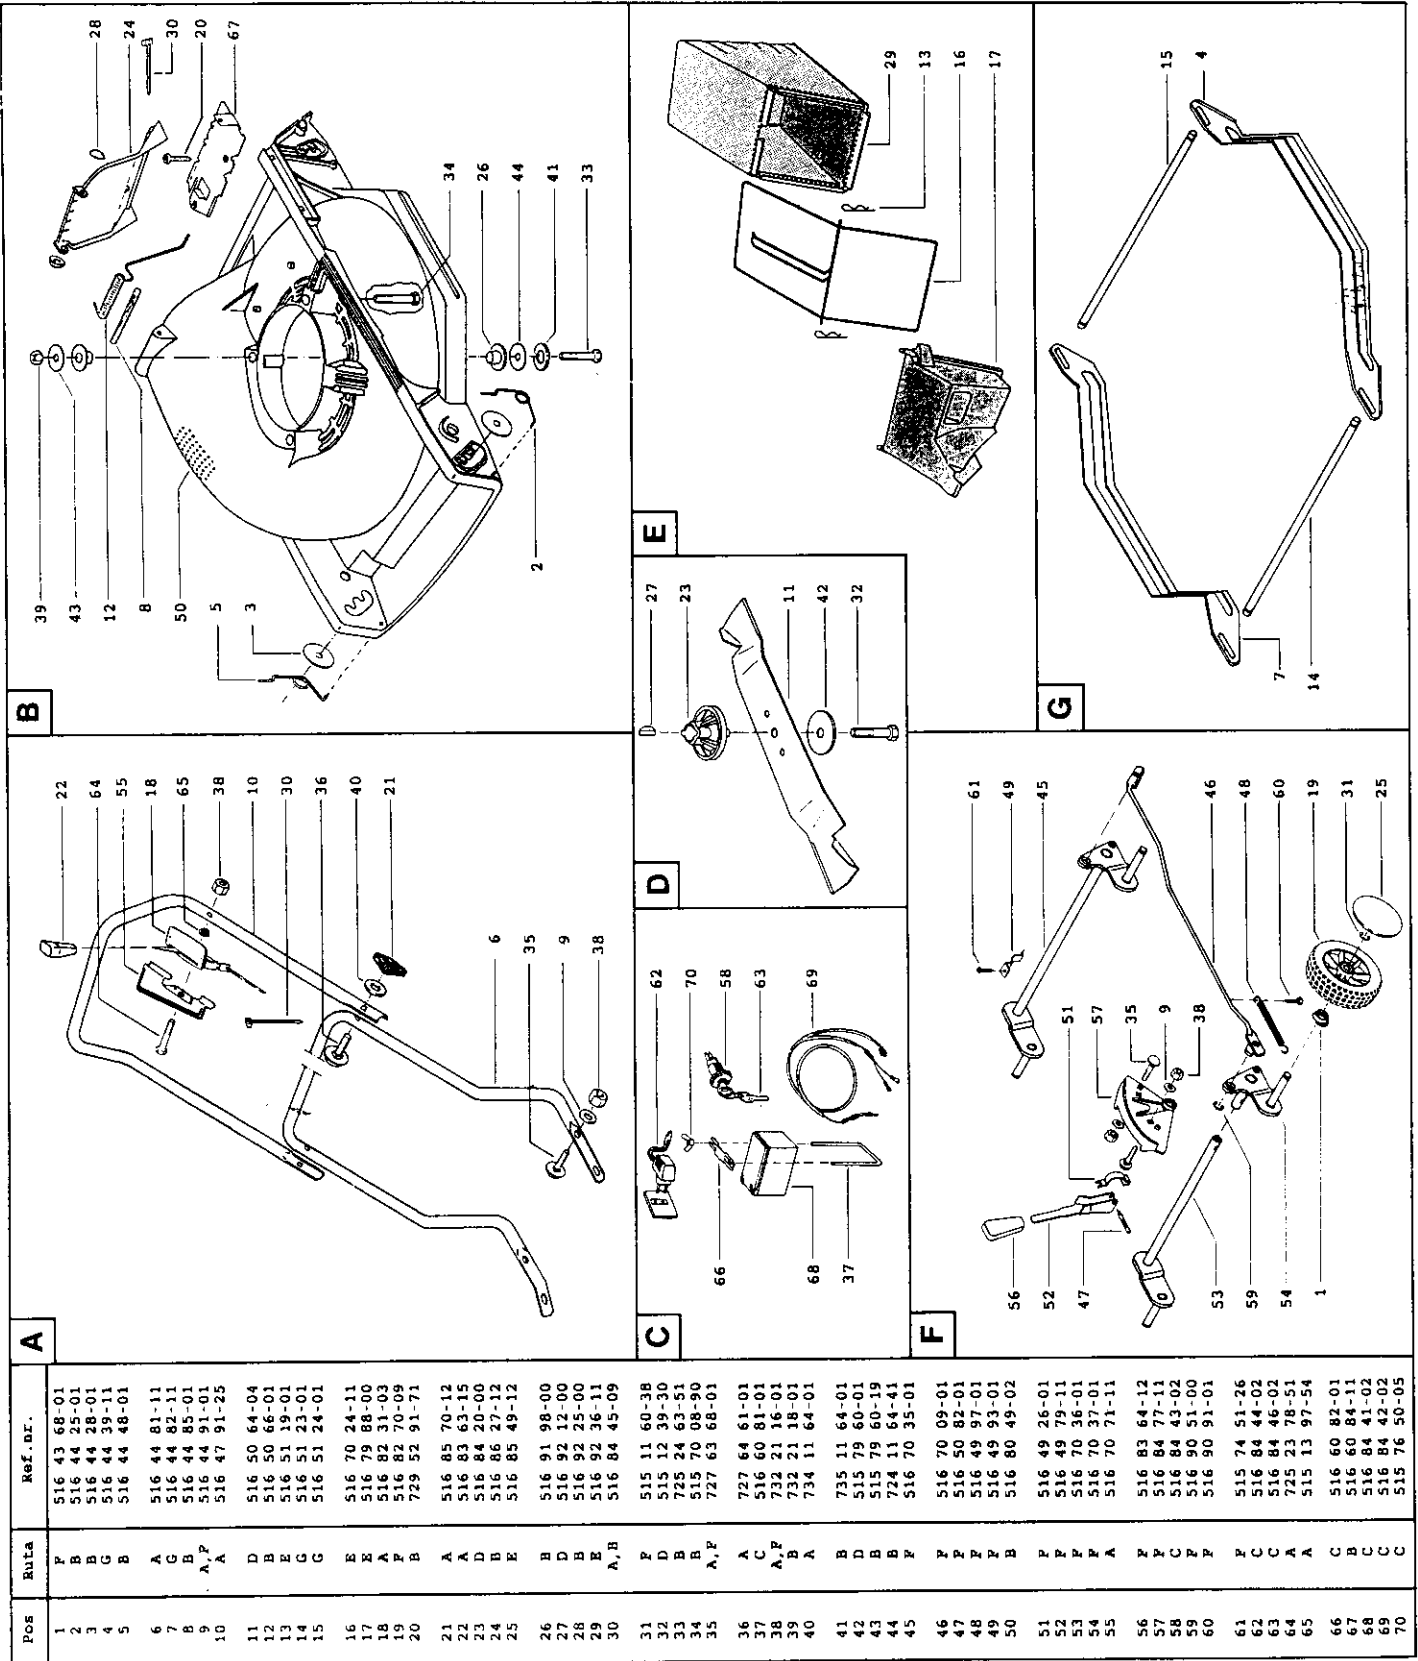 Pos Ruta Ref.nr.
1 F 516 43 68-01
2 B 516 44 25-01
3 B 516 44 28-01
4 G 516 44 39-11
5 B 516 44 48-01
6 A 516 44 81-11
7 G 516 44 82-11
8 B 516 44 85-01
9 A,F 516 44 91-01
10 A 516 47 91-25
11 D 516 50 64-04
12 B 516 50 66-01
13 E 516 51 19-01
14 G 516 51 23-01
15 G 516 51 24-01
16 E 516 70 24-11
17 E 516 79 88-00
18 A 516 82 31-03
19 F 516 82 70-09
20 B 729 52 91-71
21 A 516 85 70-12
22 A 516 83 63-15
23 D 516 84 20-00
24 B 516 86 27-12
25 E 516 85 49-12
26 B 516 91 98-00
27 D 516 92 12-00
28 B 516 92 25-00
29 E 516 92 36-11
30 A,B 516 84 45-09
31 F 515 11 60-38
32 D 515 12 39-30
33 B 725 24 63-51
34 B 515 70 08-90
35 A,F 727 63 68-01
36 A 727 64 61-01
37 C 516 60 81-01
38 A,F 732 21 16-01
39 B 732 21 18-01
40 A 734 11 64-01
41 B 735 11 64-01
42 D 515 79 60-01
43 B 515 79 60-19
44 B 724 11 64-41
45 F 516 70 35-01
46 F 516 70 09-01
47 F 516 50 82-01
48 F 516 49 97-01
49 F 516 49 93-01
50 B 516 80 49-02
51 F 516 49 26-01
52 F 516 49 79-11
53 F 516 70 36-01
54 F 516 70 37-01
55 A 516 70 71-11
56 F 516 83 64-12
57 F 516 84 77-11
58 C 516 84 43-02
59 F 516 90 51-00
60 F 516 90 91-01
61 F 515 74 51-26
62 C 516 84 44-02
63 C 516 84 46-02
64 A 725 23 78-51
65 A 515 13 97-54
66 C 516 60 82-01
67 B 516 60 84-11
68 C 516 84 41-02
69 C 516 84 42-02
70 C 515 76 50-05
A
22
64
55
18
65
38
10
30
36
40
21
6
35
9
38
B
28
24
30
20
67
34
26
44
41
33
39
43
12
8
50
5
3
2
C
62
70
58
63
69
66
68
37
D
27
23
11
42
32
E
29
13
16
17
F
61
49
45
51
57
35
9
38
46
48
60
19
31
25
56
52
47
53
59
54
1
G
15
4
7
14